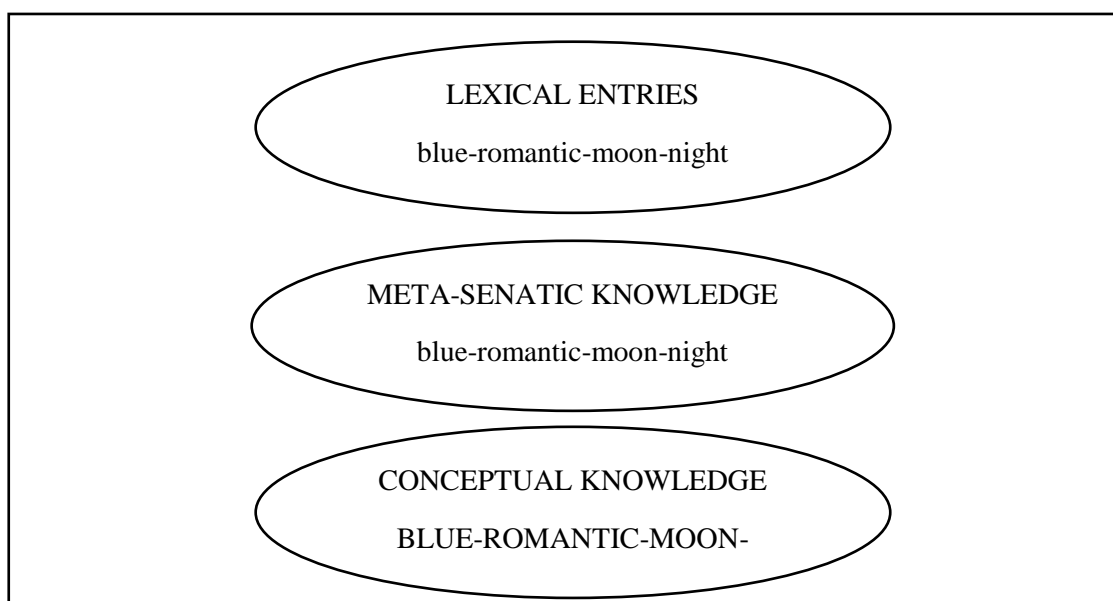 LEXICAL ENTRIES
blue-romantic-moon-night
META-SENATIC KNOWLEDGE
blue-romantic-moon-night
CONCEPTUAL KNOWLEDGE
BLUE-ROMANTIC-MOON-